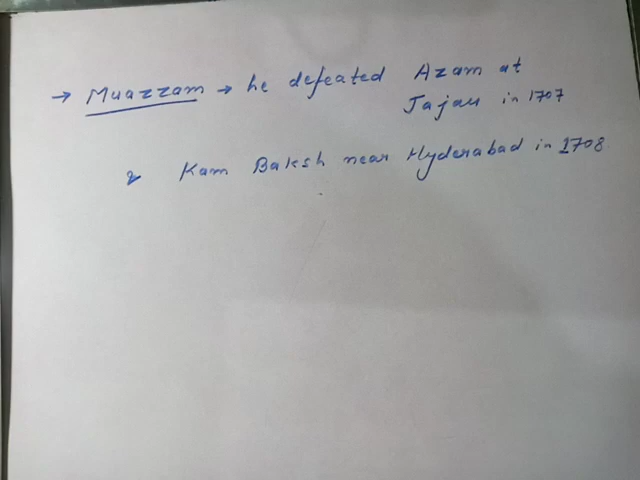 → Muazzam → he defeated Azam at
Jajau in 1707
& Kam Baksh near Hyderabad in 1708.